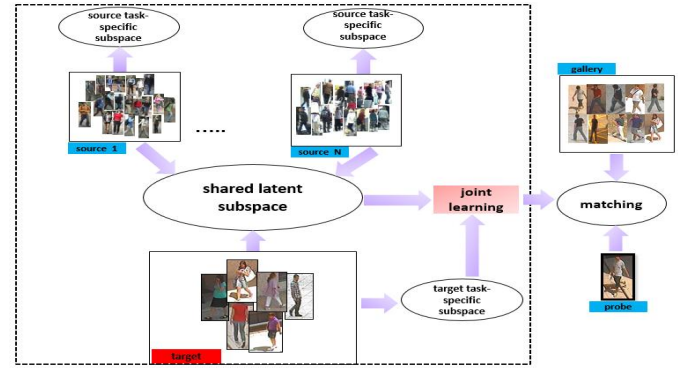 source task-
specific
subspace
source task-
specific
subspace
gallery
.....
source 1
source N
shared latent
subspace
joint
learning
matching
target task-
specific
subspace
probe
target